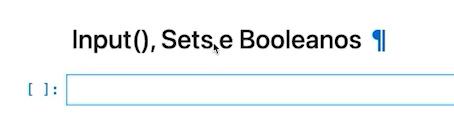 Input(), Sets e Booleanos ¶
[ ]: